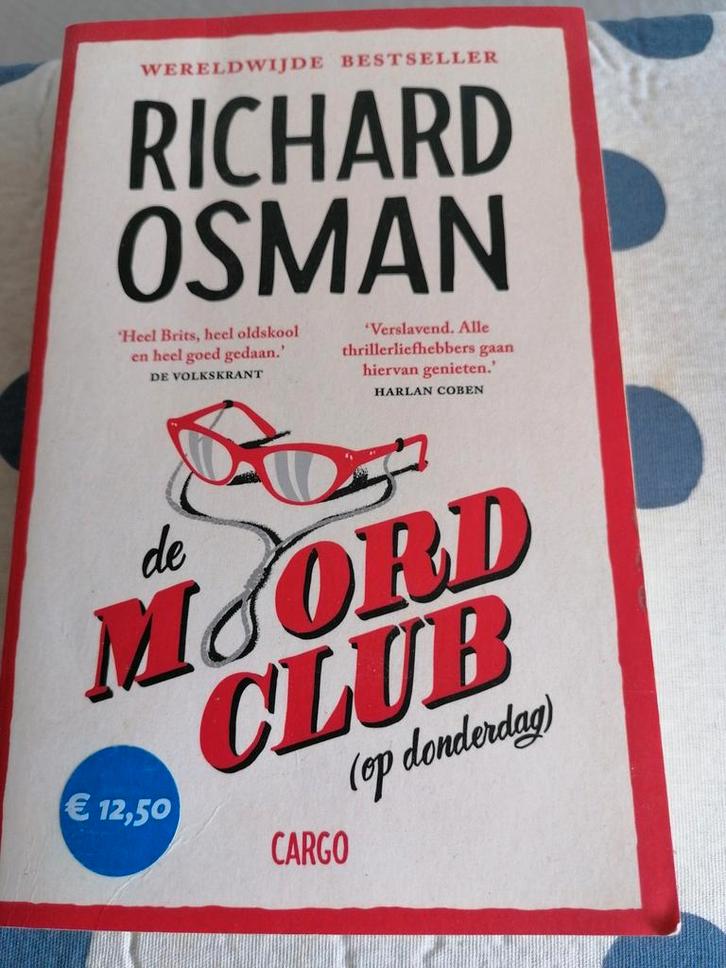 WERELDWIJDE BESTSELLER
RICHARD
OSMAN
‘Heel Brits, heel oldskool
en heel goed gedaan.’
DE VOLKSKRANT
‘Verslavend. Alle
thrillerliefhebbers gaan
hiervan genieten.’
HARLAN COBEN
de
MOORD
CLUB
(op donderdag)
€ 12,50
CARGO